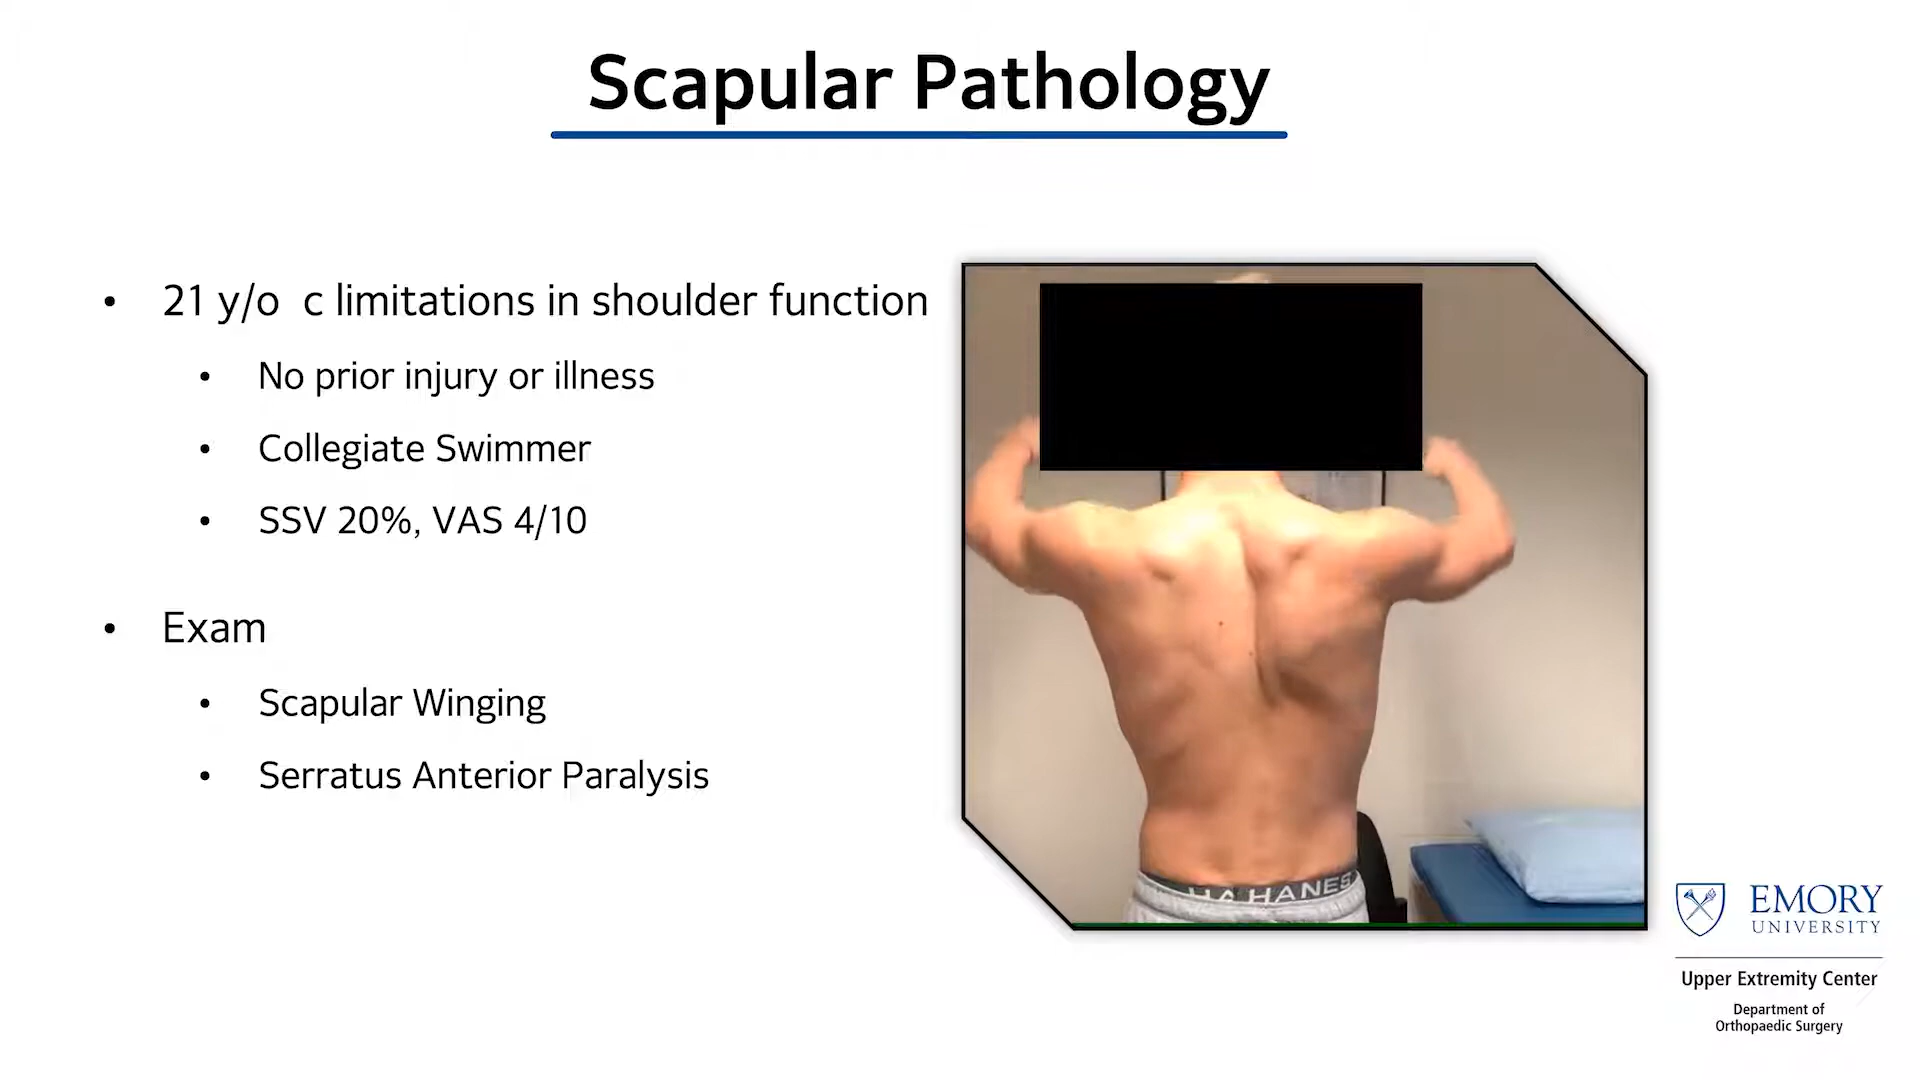 Scapular Pathology
• 21 y/o  c limitations in shoulder function
• No prior injury or illness
• Collegiate Swimmer
• SSV 20%, VAS 4/10
• Exam
• Scapular Winging
• Serratus Anterior Paralysis
HANES
EMORY
UNIVERSITY
Upper Extremity Center
Department of
Orthopaedic Surgery